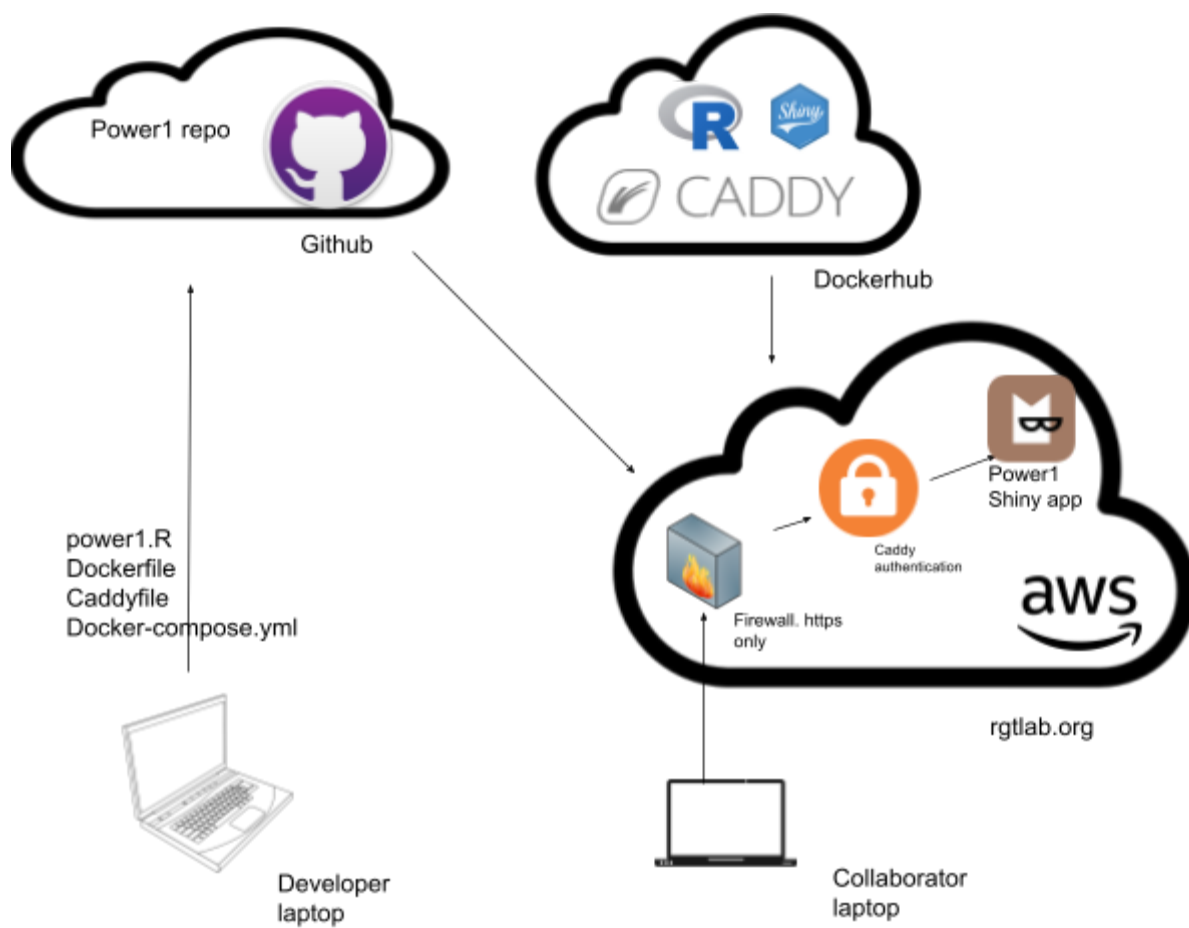 Power1 repo
Github
R
Shiny
CADDY
Dockerhub
Power1
Shiny app
Caddy
authentication
Firewall. https
only
aws
rgtlab.org
power1.R
Dockerfile
Caddyfile
Docker-compose.yml
Developer
laptop
Collaborator
laptop